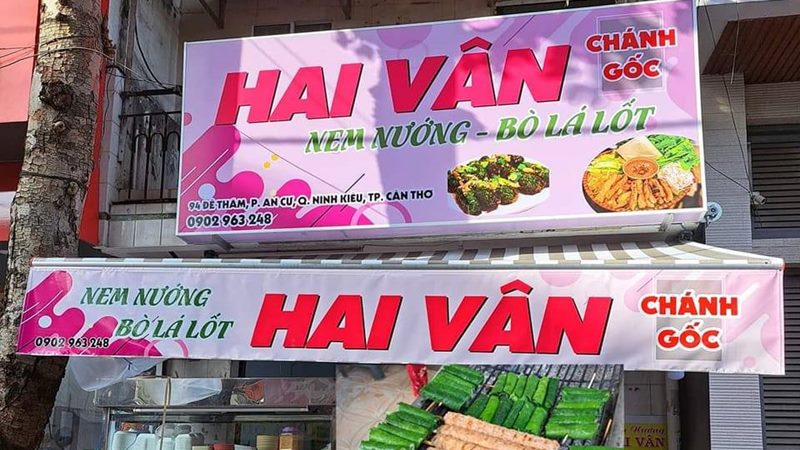 HAI VÂN
CHÁNH
GỐC
NEM NƯỚNG - BÒ LÁ LỐT
94 ĐỀ THÁM, P. AN CƯ, Q. NINH KIỀU, TP. CẦN THƠ
0902 963 248
NEM NƯỚNG
BÒ LÁ LỐT
0902 963 248
HAI VÂN
CHÁNH
GỐC
VÂN